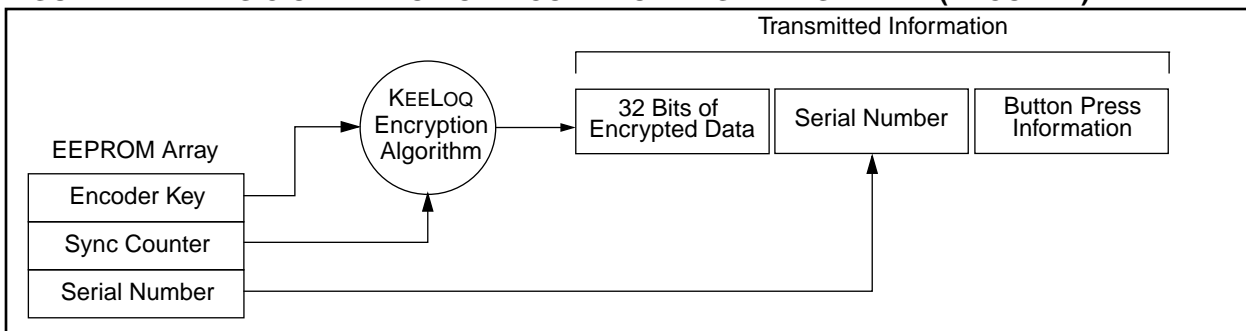 Transmitted Information
KEELOQ
Encryption
Algorithm
32 Bits of
Encrypted Data
Serial Number
Button Press
Information
EEPROM Array
Encoder Key
Sync Counter
Serial Number